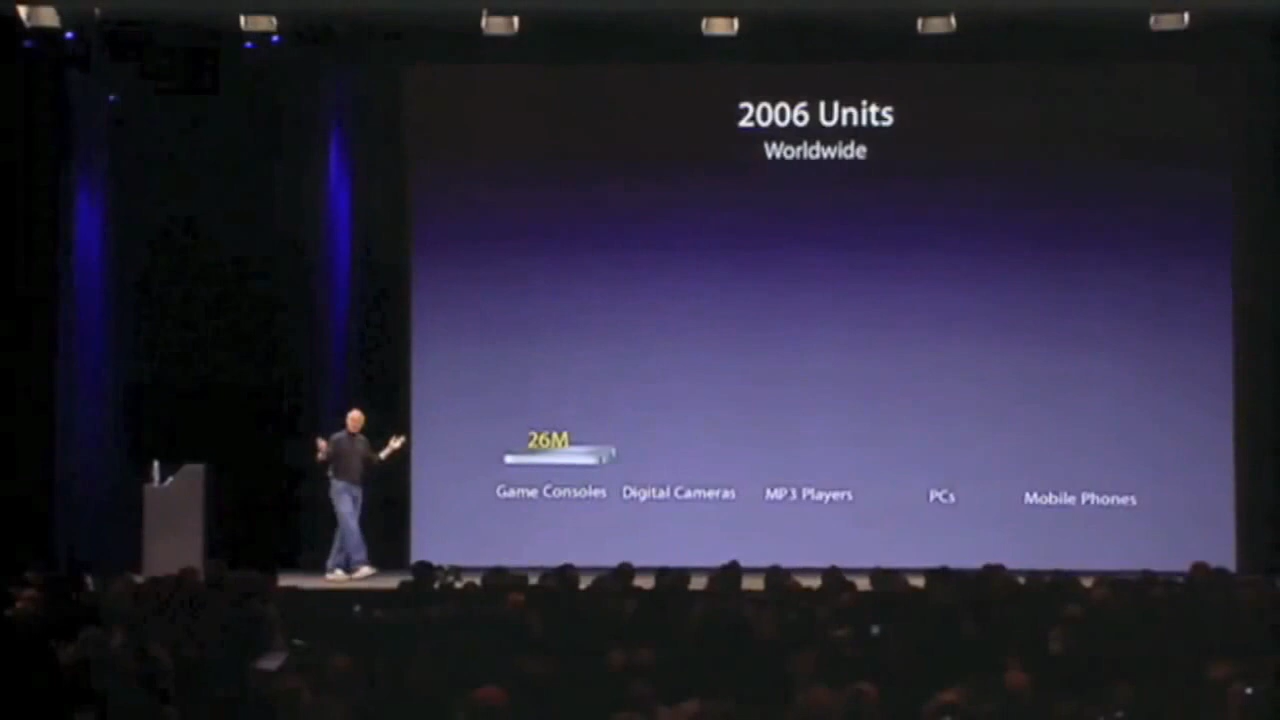 2006 Units
Worldwide
26M
Game Consoles Digital Cameras MP3 Players PCs Mobile Phones